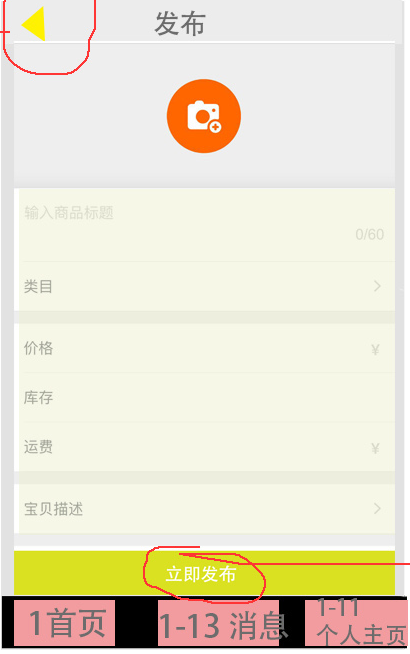 发布
输入商品标题
0/60
类目
价格 ¥
库存
运费 ¥
宝贝描述
立即发布
1首页 1-13 消息 1-11
个人主页